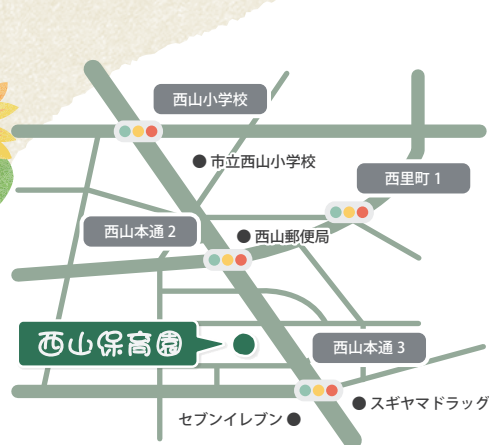 西山小学校
市立西山小学校
西里町 1
西山本通 2
西山郵便局
西山保育園
西山本通 3
スギヤマドラッグ
セブンイレブン